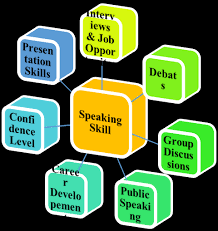 Interv
iews
& Job
Oppor
Presen
tation
Skills
Debat
s
Confi
dence
Level
Speaking
Skill
Group
Discus
sions
Caree
r
Develo
pemen
Public
Speaki
ng